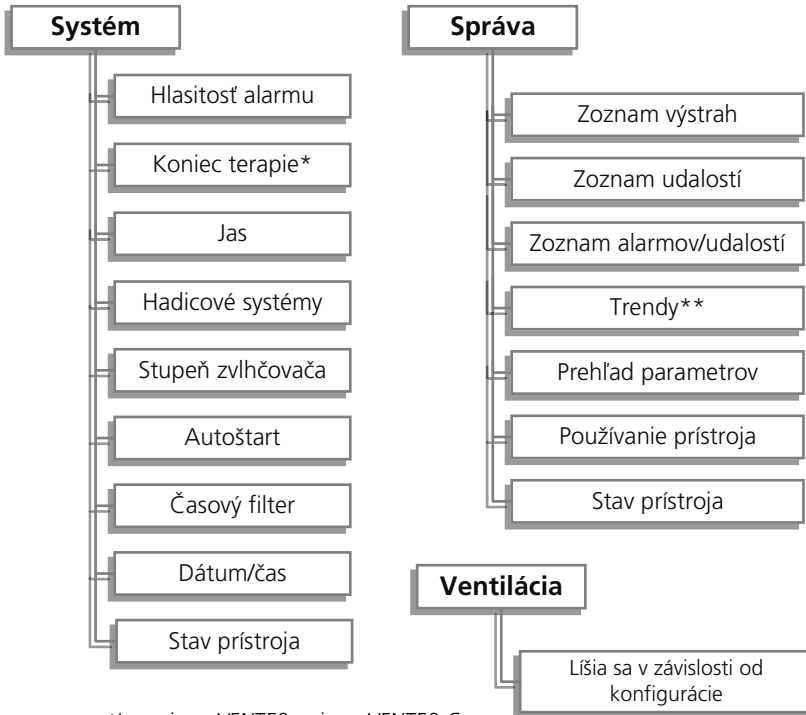 Systém
Hlasitosť alarmu
Koniec terapie*
Jas
Hadicové systémy
Stupeň zvlhčovača
Autoštart
Časový filter
Dátum/čas
Stav prístroja
Správa
Zoznam výstrah
Zoznam udalostí
Zoznam alarmov/udalostí
Trendy**
Prehľad parametrov
Používanie prístroja
Stav prístroja
Ventilácia
Líšia sa v závislosti od
konfigurácie